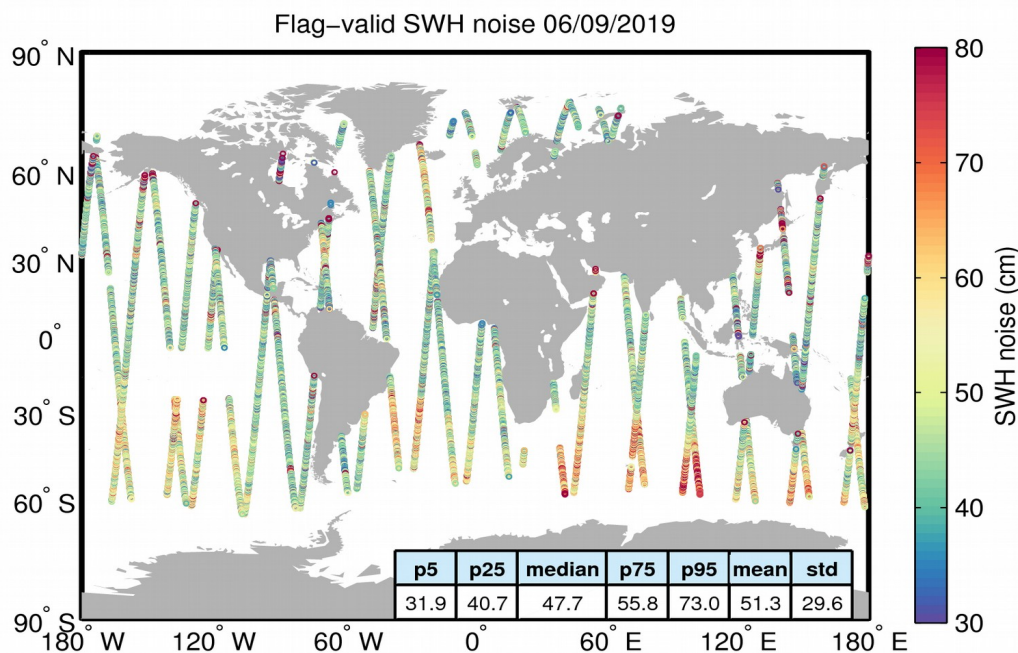 Flag−valid SWH noise 06/09/2019
90° N
60° N
30° N
0°
30° S
60° S
90° S
180° W
120° W
60° W
0°
60° E
120° E
180° E
80
70
60
50
40
30
SWH noise (cm)
p5 p25 median p75 p95 mean std
31.9 40.7 47.7 55.8 73.0 51.3 29.6